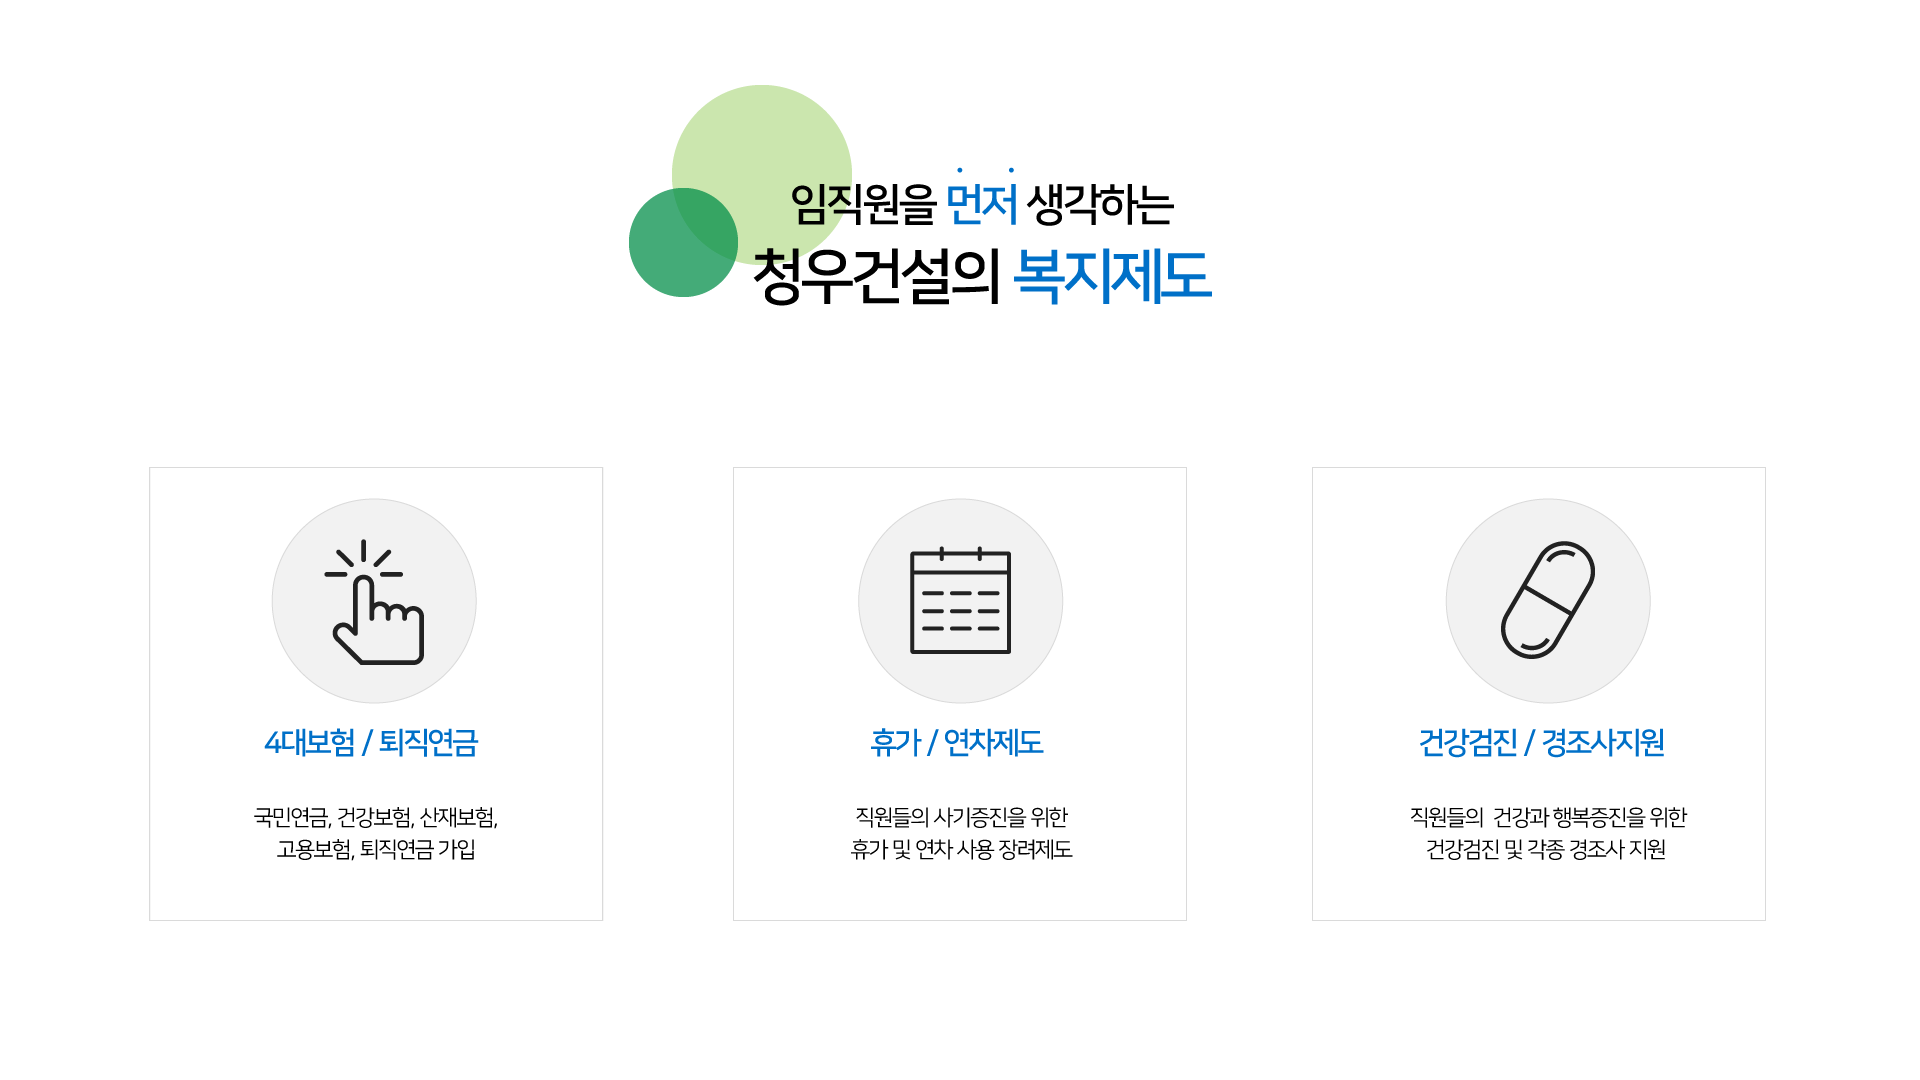 임직원을 먼저 생각하는
청우건설의 복지제도
4대보험 / 퇴직연금
국민연금, 건강보험, 산재보험,
고용보험, 퇴직연금 가입
휴가 / 연차제도
직원들의 사기증진을 위한
휴가 및 연차 사용 장려제도
건강검진 / 경조사지원
직원들의 건강과 행복증진을 위한
건강검진 및 각종 경조사 지원